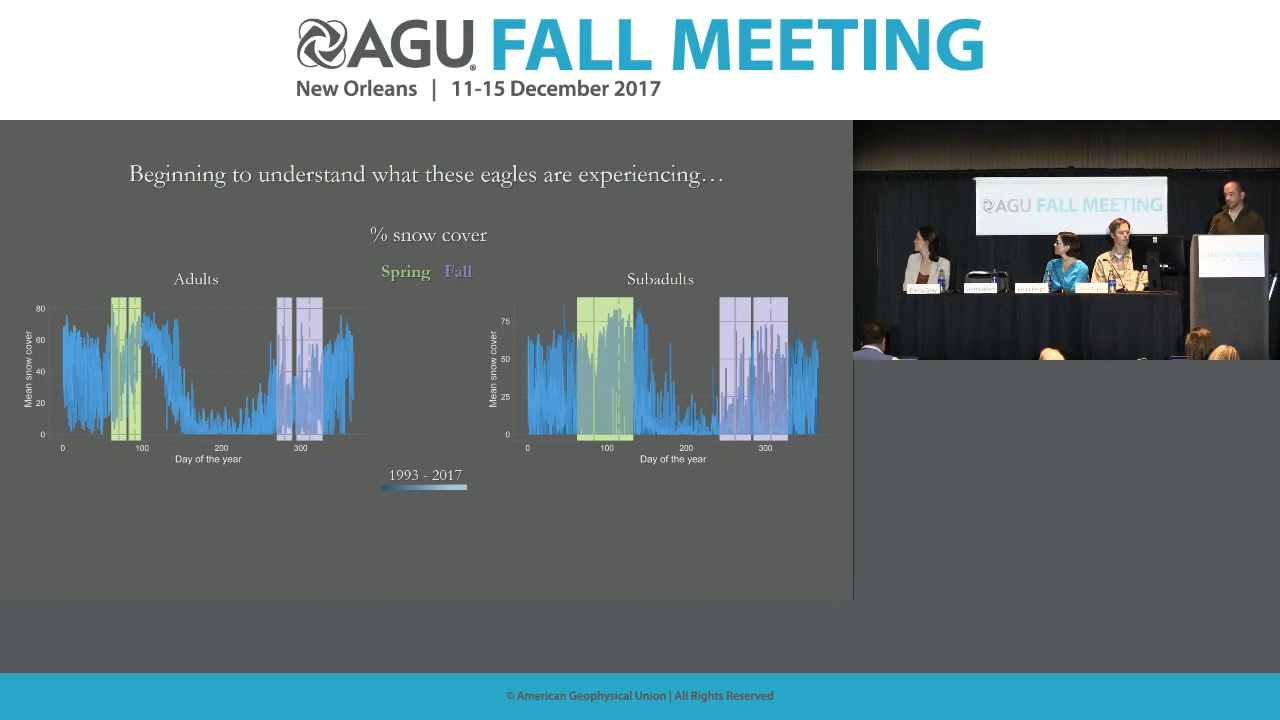 AGU FALL MEETING
New Orleans | 11-15 December 2017
Beginning to understand what these eagles are experiencing…
% snow cover
Spring Fall
Adults
Mean snow cover
80
60
40
20
0
0 100 200 300
Day of the year
Subadults
Mean snow cover
75
50
25
0
0 100 200 300
Day of the year
1993 - 2017
AGU FALL MEETING
© American Geophysical Union | All Rights Reserved